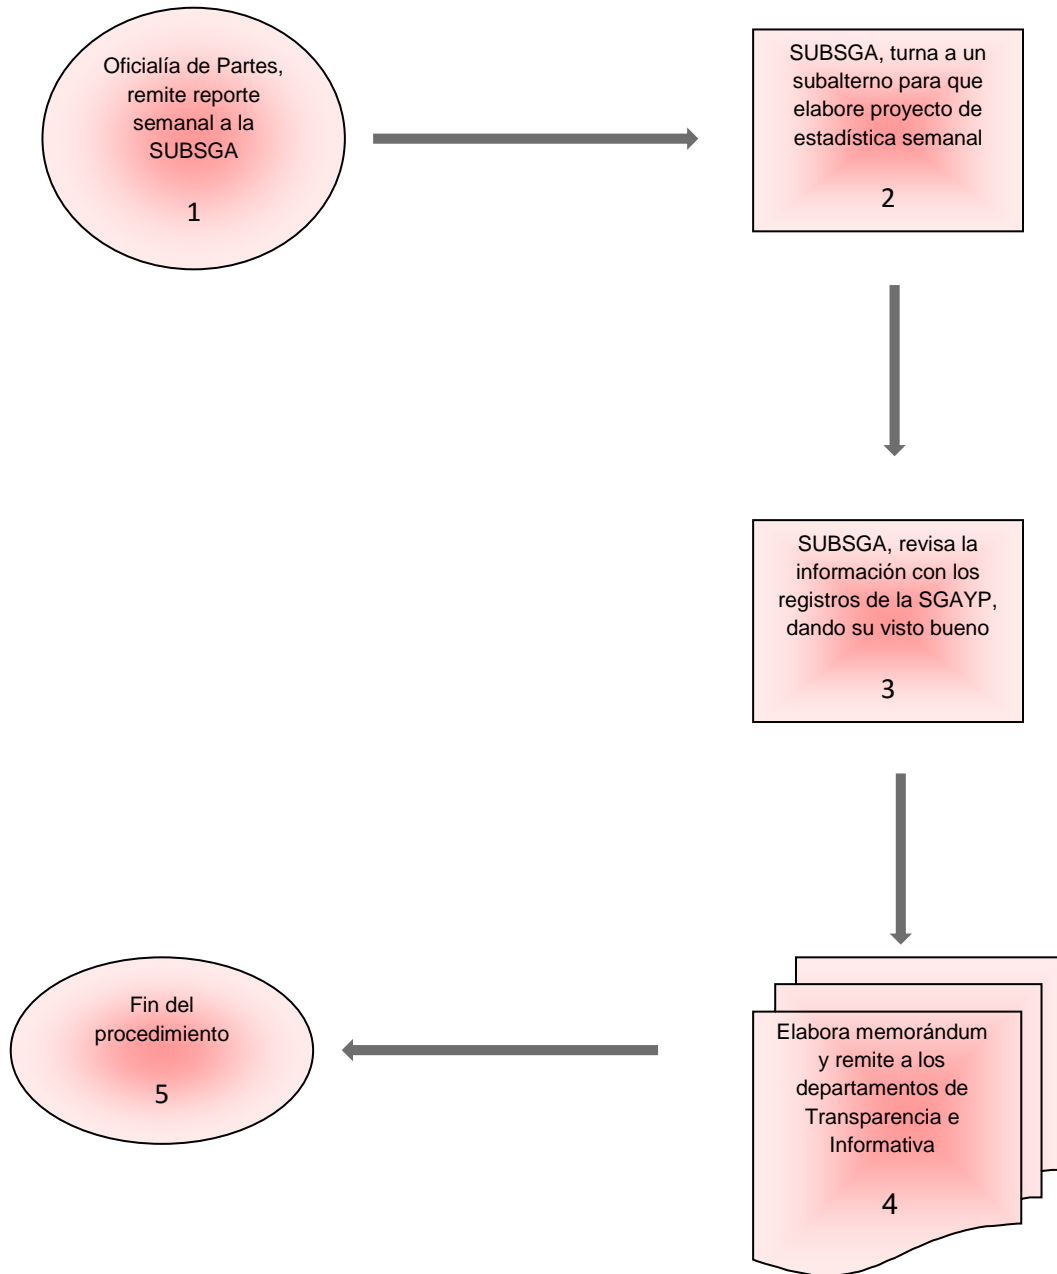 Oficialía de Partes,
remite reporte
semanal a la
SUBSGA
1
SUBSGA, turna a un
subalterno para que
elabore proyecto de
estadística semanal
2
SUBSGA, revisa la
información con los
registros de la SGAYP,
dando su visto bueno
3
Elabora memorándum
y remite a los
departamentos de
Transparencia e
Informativa
4
Fin del
procedimiento
5